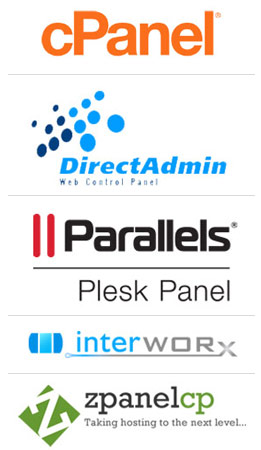 cPanel®
DirectAdmin
Web Control Panel
Parallels®
Plesk Panel
interworx
zpanelcp
Taking hosting to the next level...